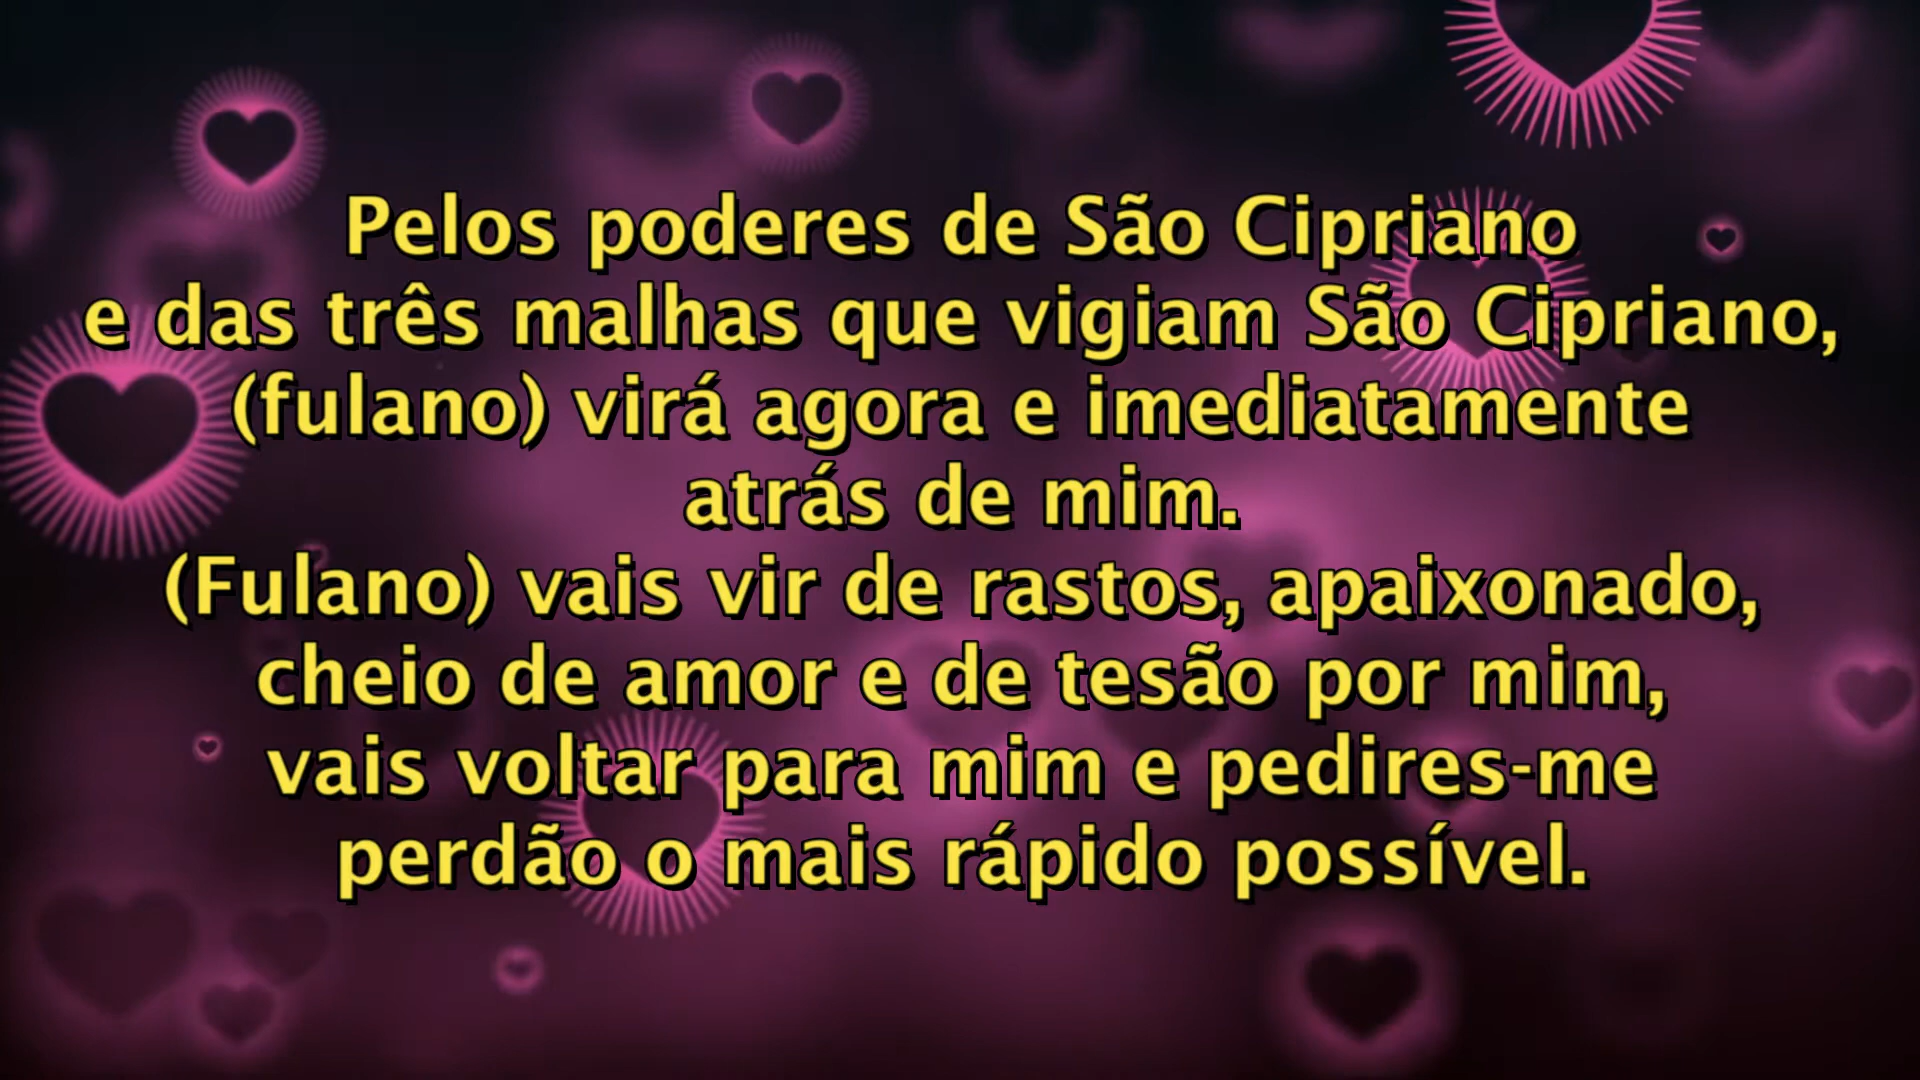 Pelos poderes de São Cipriano
e das três malhas que vigiam São Cipriano,
(fulano) virá agora e imediatamente
atrás de mim.
(Fulano) vais vir de rastos, apaixonado,
cheio de amor e de tesão por mim,
vais voltar para mim e pedires-me
perdão o mais rápido possível.